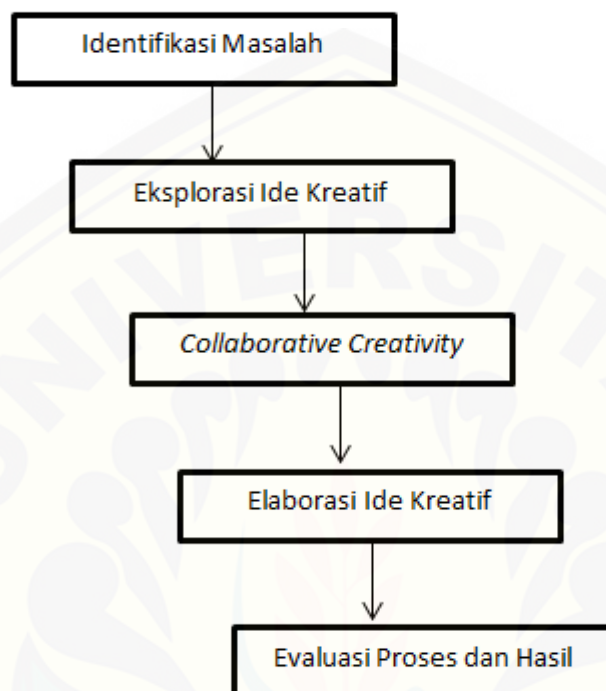 Identifikasi Masalah
Eksplorasi Ide Kreatif
Collaborative Creativity
Elaborasi Ide Kreatif
Evaluasi Proses dan Hasil